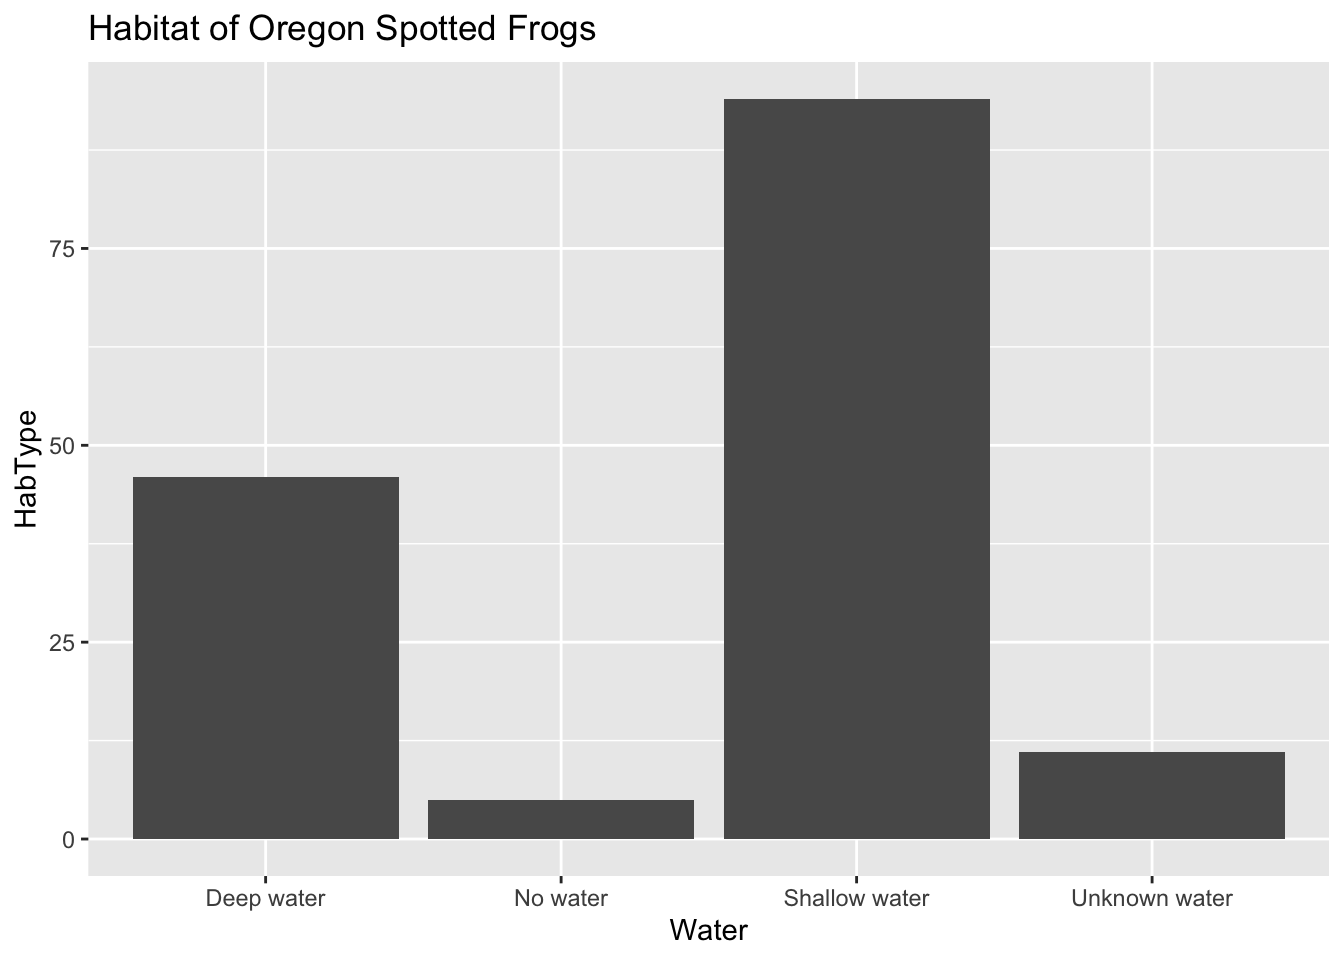 Habitat of Oregon Spotted Frogs
HabType
75
50
25
0
Deep water
No water
Shallow water
Unknown water
Water